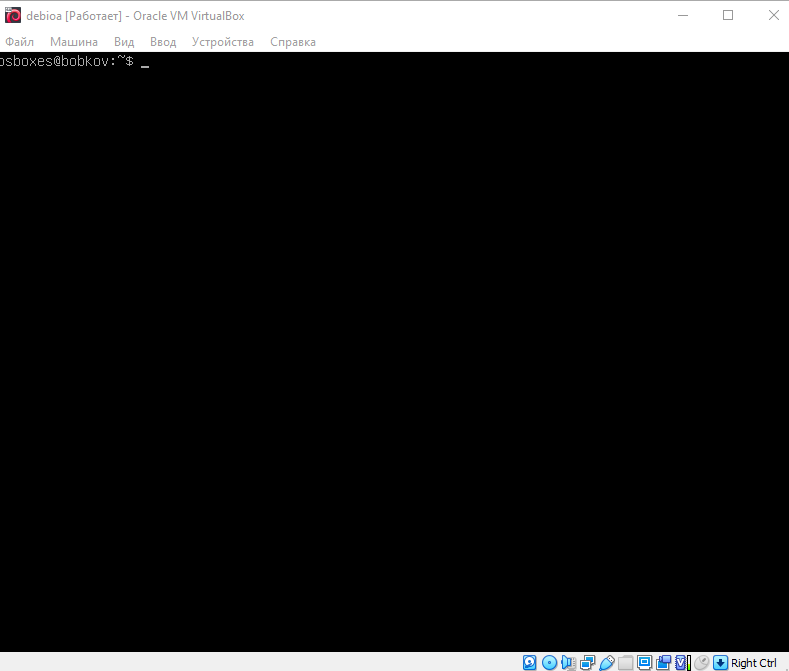 debioa [Работает] - Oracle VM VirtualBox
Файл Машина Вид Ввод Устройства Справка
osboxes@bobkov:~$ _
Right Ctrl